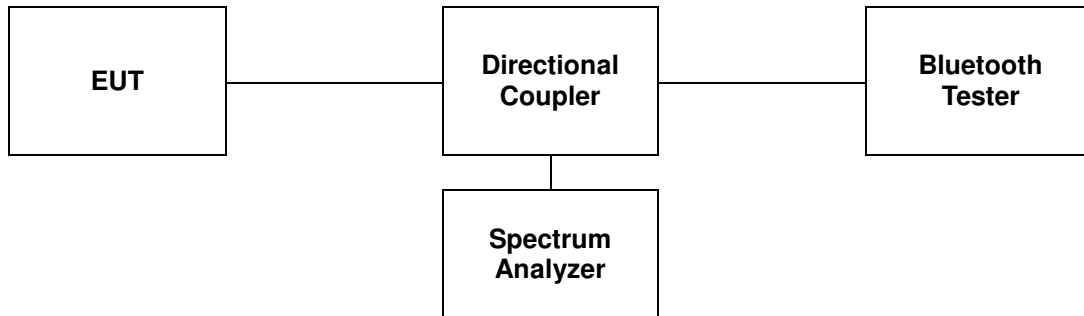 EUT
Directional
Coupler
Bluetooth
Tester
Spectrum
Analyzer